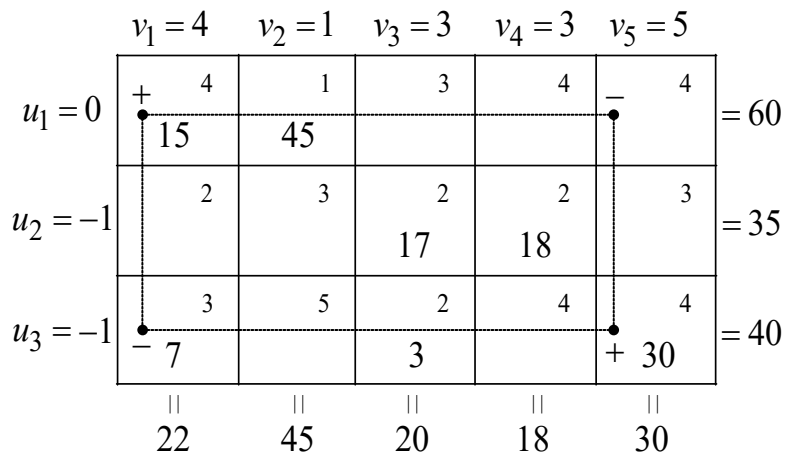 v₁ = 4 v₂ = 1 v₃ = 3 v₄ = 3 v₅ = 5
4 1 3 4 4
u₁ = 0 + − = 60
15 45
2 3 2 2 3
u₂ = −1 = 35
17 18
3 5 2 4 4
u₃ = −1 = 40
− 7 3 + 30
= = = = =
22 45 20 18 30